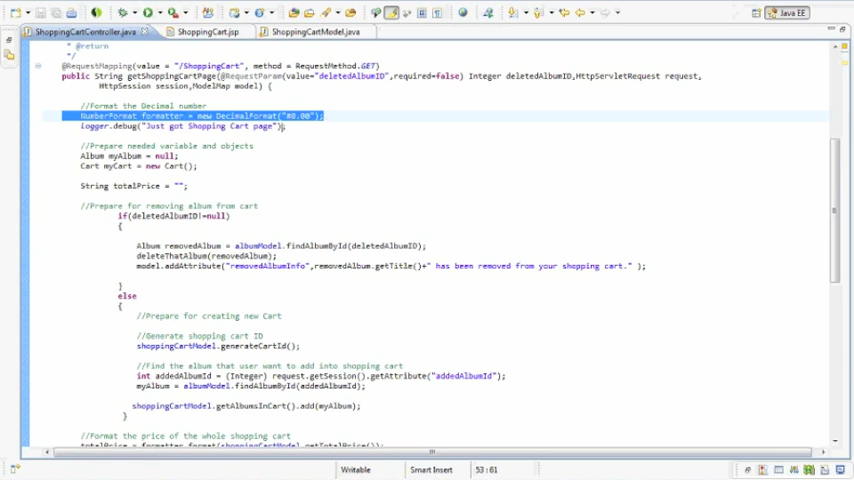 Java EE
ShoppingCartController.java
ShoppingCart.jsp
ShoppingCartModel.java
* @return
*/
@RequestMapping(value = "/ShoppingCart", method = RequestMethod.GET)
public String getShoppingCartPage(@RequestParam(value="deletedAlbumID",required=false) Integer deletedAlbumID,HttpServletRequest request,
HttpSession session,ModelMap model) {
//Format the Decimal number
NumberFormat formatter = new DecimalFormat("#0.00");
logger.debug("Just got Shopping Cart page");
//Prepare needed variable and objects
Album myAlbum = null;
Cart myCart = new Cart();
String totalPrice = "";
//Prepare for removing album from cart
if(deletedAlbumID!=null)
{
Album removedAlbum = albumModel.findAlbumById(deletedAlbumID);
deleteThatAlbum(removedAlbum);
model.addAttribute("removedAlbumInfo",removedAlbum.getTitle()+" has been removed from your shopping cart." );
}
else
{
//Prepare for creating new Cart
//Generate shopping cart ID
shoppingCartModel.generateCartId();
//Find the album that user want to add into shopping cart
int addedAlbumId = (Integer) request.getSession().getAttribute("addedAlbumId");
myAlbum = albumModel.findAlbumById(addedAlbumId);
shoppingCartModel.getAlbumsInCart().add(myAlbum);
}
//Format the price of the whole shopping cart
totalPrice = formatter.format(shoppingCartModel.getTotalPrice());
Writable
Smart Insert
53 : 61